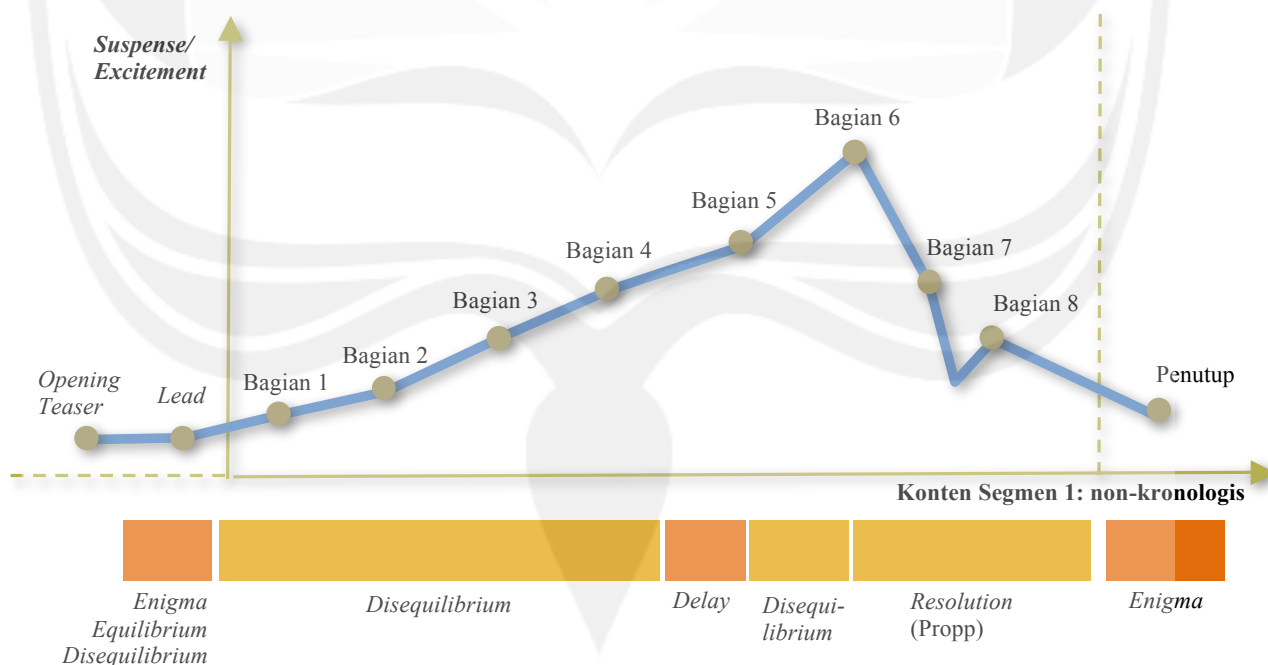 Suspense/
Excitement
Bagian 6
Bagian 5
Bagian 4
Bagian 7
Bagian 3
Bagian 8
Bagian 2
Opening
Teaser
Lead
Bagian 1
Penutup
Konten Segmen 1: non-kronologis
Enigma
Equilibrium
Disequilibrium
Disequilibrium
Delay
Disequi-
librium
Resolution
(Propp)
Enigma